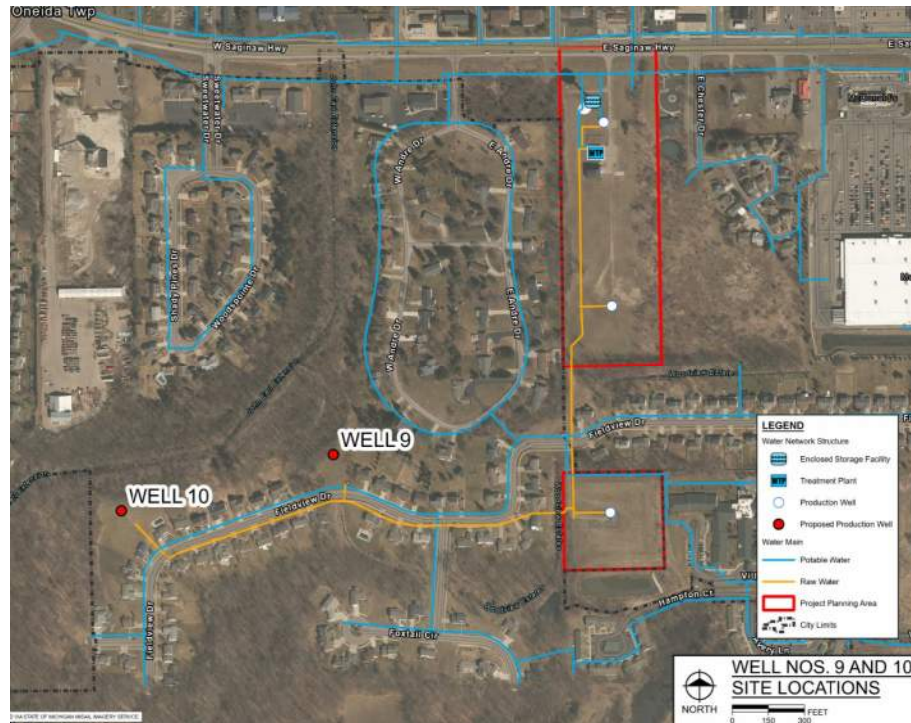 Oneida Twp
W Saginaw Hwy
E Saginaw Hwy
E S
Sweetwater Dr
Sweetwater Dr
E Chester Dr
McDonald's
W Andre Dr
E Andre Dr
WTP
Shady Pines Dr
Woodspointe Dr
W Andre Dr
E Andre Dr
Fieldview Dr
WELL 9
WELL 10
Fieldview Dr
Fieldview Dr
Foxtail Cir
Hampton Ct
Avery Ln
LEGEND
Water Network Structure
Enclosed Storage Facility
WTP Treatment Plant
Production Well
Proposed Production Well
Water Main
Potable Water
Raw Water
Project Planning Area
City Limits
WELL NOS. 9 AND 10
SITE LOCATIONS
NORTH
0 150 300 FEET